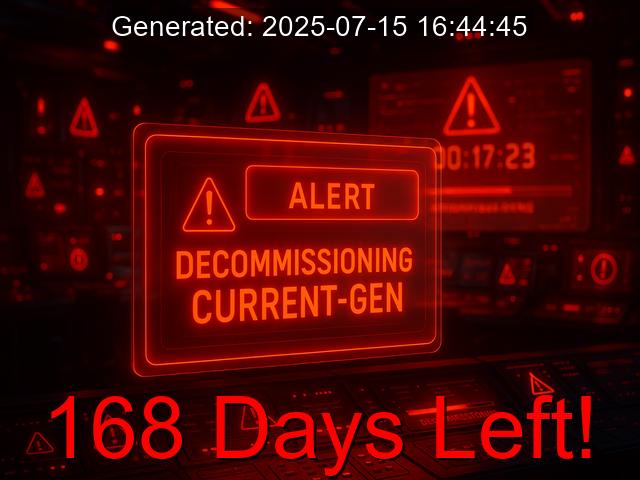 Generated: 2025-07-15 16:44:45
00:17:23
ALERT
DECOMMISSIONING
CURRENT-GEN
168 Days Left!